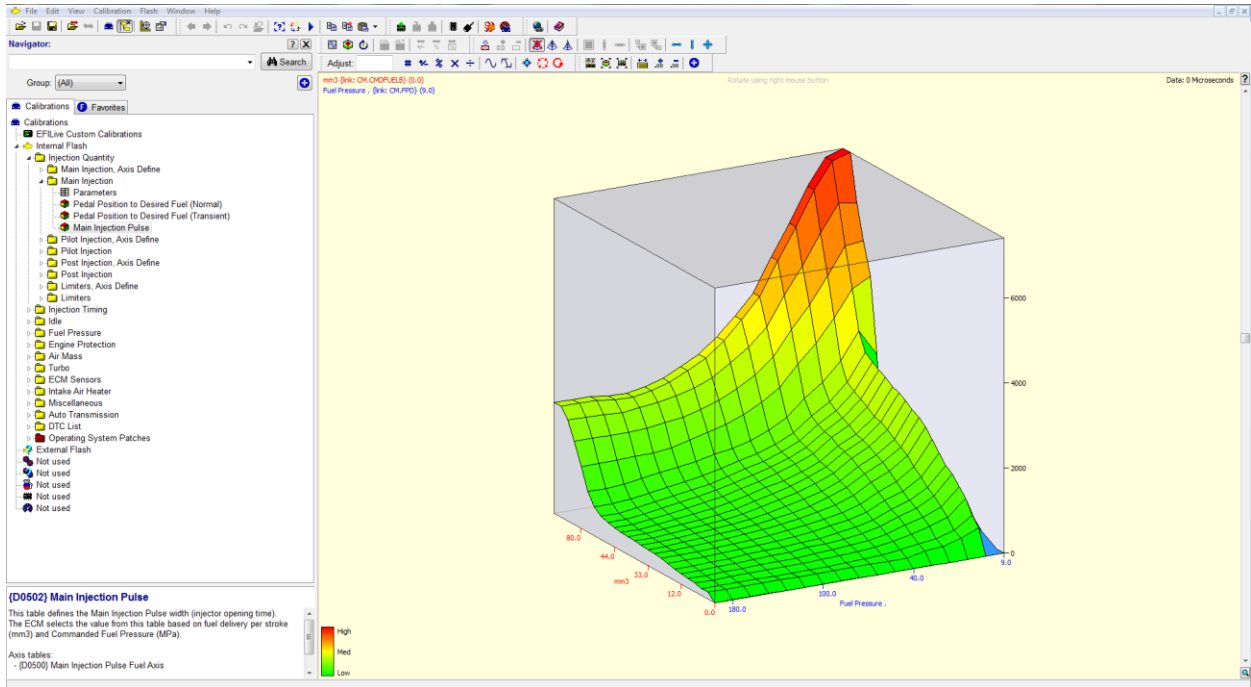 File Edit View Calibration Flash Window Help
Navigator:
Search
Group: (All)
Calibrations F Favorites
Calibrations
EFILive Custom Calibrations
Internal Flash
Injection Quantity
Main Injection, Axis Define
Main Injection
Parameters
Pedal Position to Desired Fuel (Normal)
Pedal Position to Desired Fuel (Transient)
Main Injection Pulse
Pilot Injection, Axis Define
Pilot Injection
Post Injection, Axis Define
Post Injection
Limiters, Axis Define
Limiters
Injection Timing
Idle
Fuel Pressure
Engine Protection
Air Mass
Turbo
ECM Sensors
Intake Air Heater
Miscellaneous
Auto Transmission
DTC List
Operating System Patches
External Flash
Not used
Not used
Not used
Not used
Not used
{D0502} Main Injection Pulse
This table defines the Main Injection Pulse width (injector opening time).
The ECM selects the value from this table based on fuel delivery per stroke
(mm3) and Commanded Fuel Pressure (MPa).
Axis tables:
- {D0500} Main Injection Pulse Fuel Axis
Adjust:
mm3 {link: CM.CMDFUELB} (0.0)
Fuel Pressure . {link: CM.FPD} (9.0)
Rotate using right mouse button
Data: 0 Microseconds
6000
4000
2000
0
80.0
44.0
33.0
12.0
0.0
mm3
180.0
100.0
40.0
9.0
Fuel Pressure .
High
Med
Low